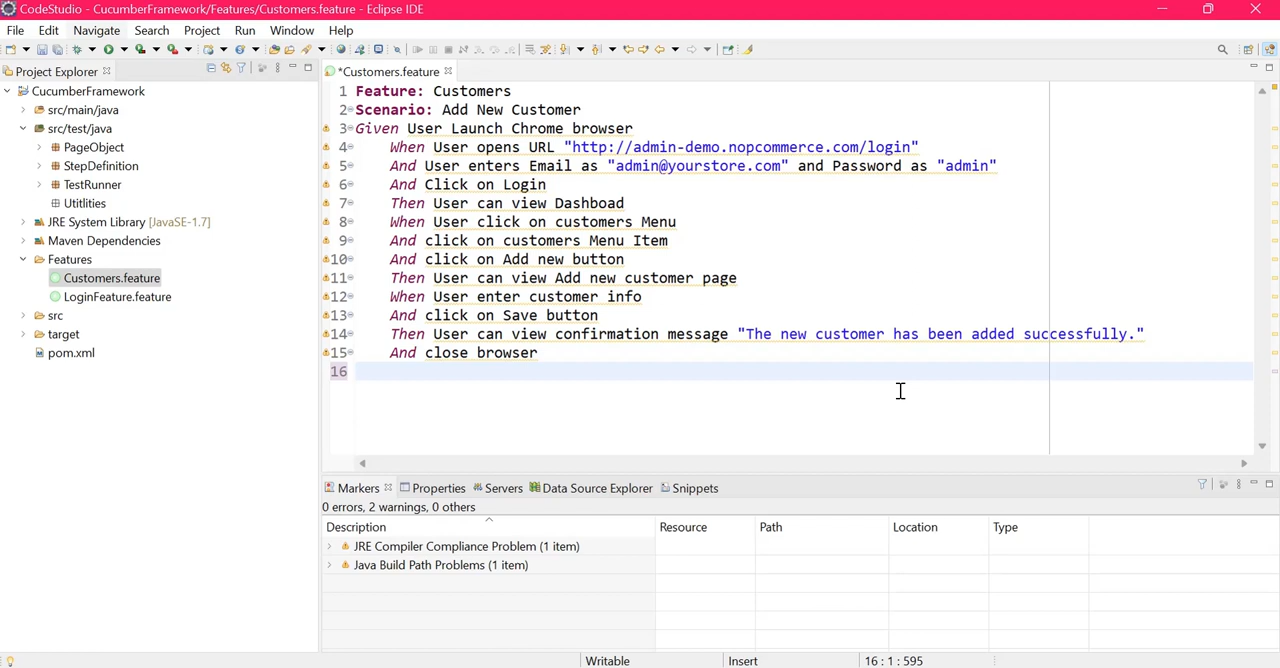 CodeStudio - CucumberFramework/Features/Customers.feature - Eclipse IDE
File Edit Navigate Search Project Run Window Help
Project Explorer
*Customers.feature
CucumberFramework
src/main/java
src/test/java
PageObject
StepDefinition
TestRunner
Utitlities
JRE System Library [JavaSE-1.7]
Maven Dependencies
Features
Customers.feature
LoginFeature.feature
src
target
pom.xml
1 Feature: Customers
2 Scenario: Add New Customer
3 Given User Launch Chrome browser
4 When User opens URL "http://admin-demo.nopcommerce.com/login"
5 And User enters Email as "admin@yourstore.com" and Password as "admin"
6 And Click on Login
7 Then User can view Dashboad
8 When User click on customers Menu
9 And click on customers Menu Item
10 And click on Add new button
11 Then User can view Add new customer page
12 When User enter customer info
13 And click on Save button
14 Then User can view confirmation message "The new customer has been added successfully."
15 And close browser
16
Markers Properties Servers Data Source Explorer Snippets
0 errors, 2 warnings, 0 others
Description Resource Path Location Type
JRE Compiler Compliance Problem (1 item)
Java Build Path Problems (1 item)
Writable Insert 16 : 1 : 595